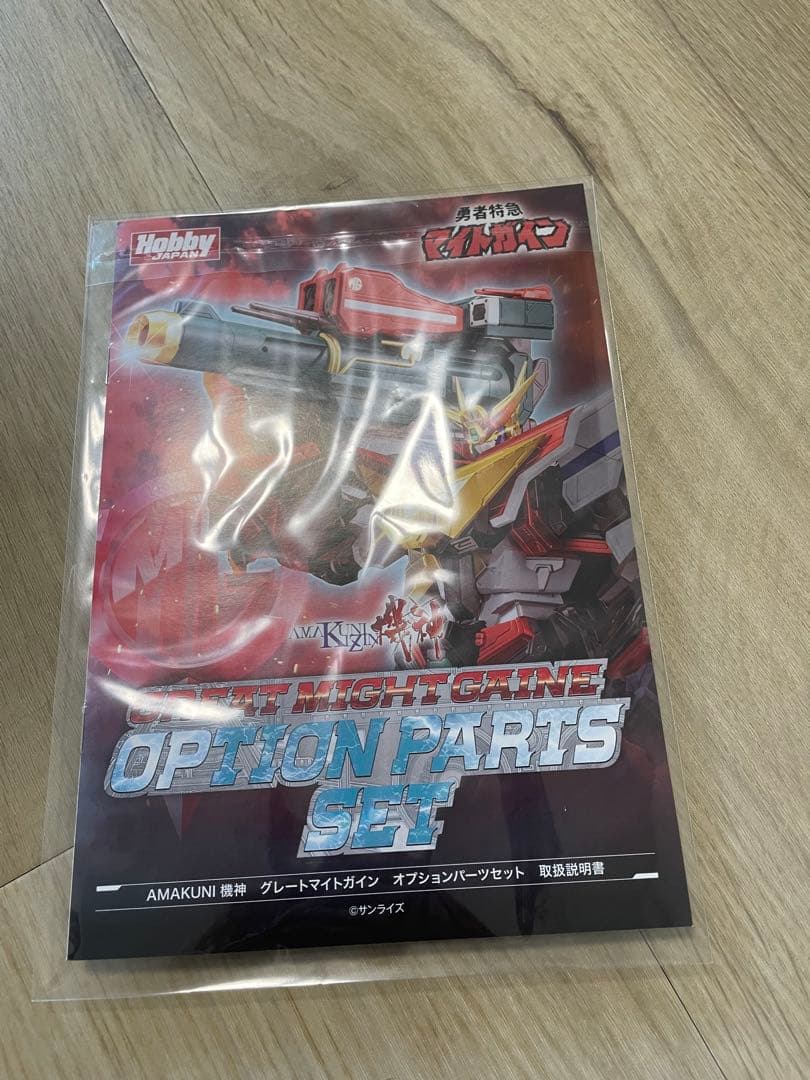 Hobby
JAPAN
勇者特急
マイトガイン
MG
AMAKUNI
KIZIN
機神
GREAT MIGHT GAINE
OPTION PARTS
SET
AMAKUNI 機神 グレートマイトガイン オプションパーツセット 取扱説明書
©サンライズ